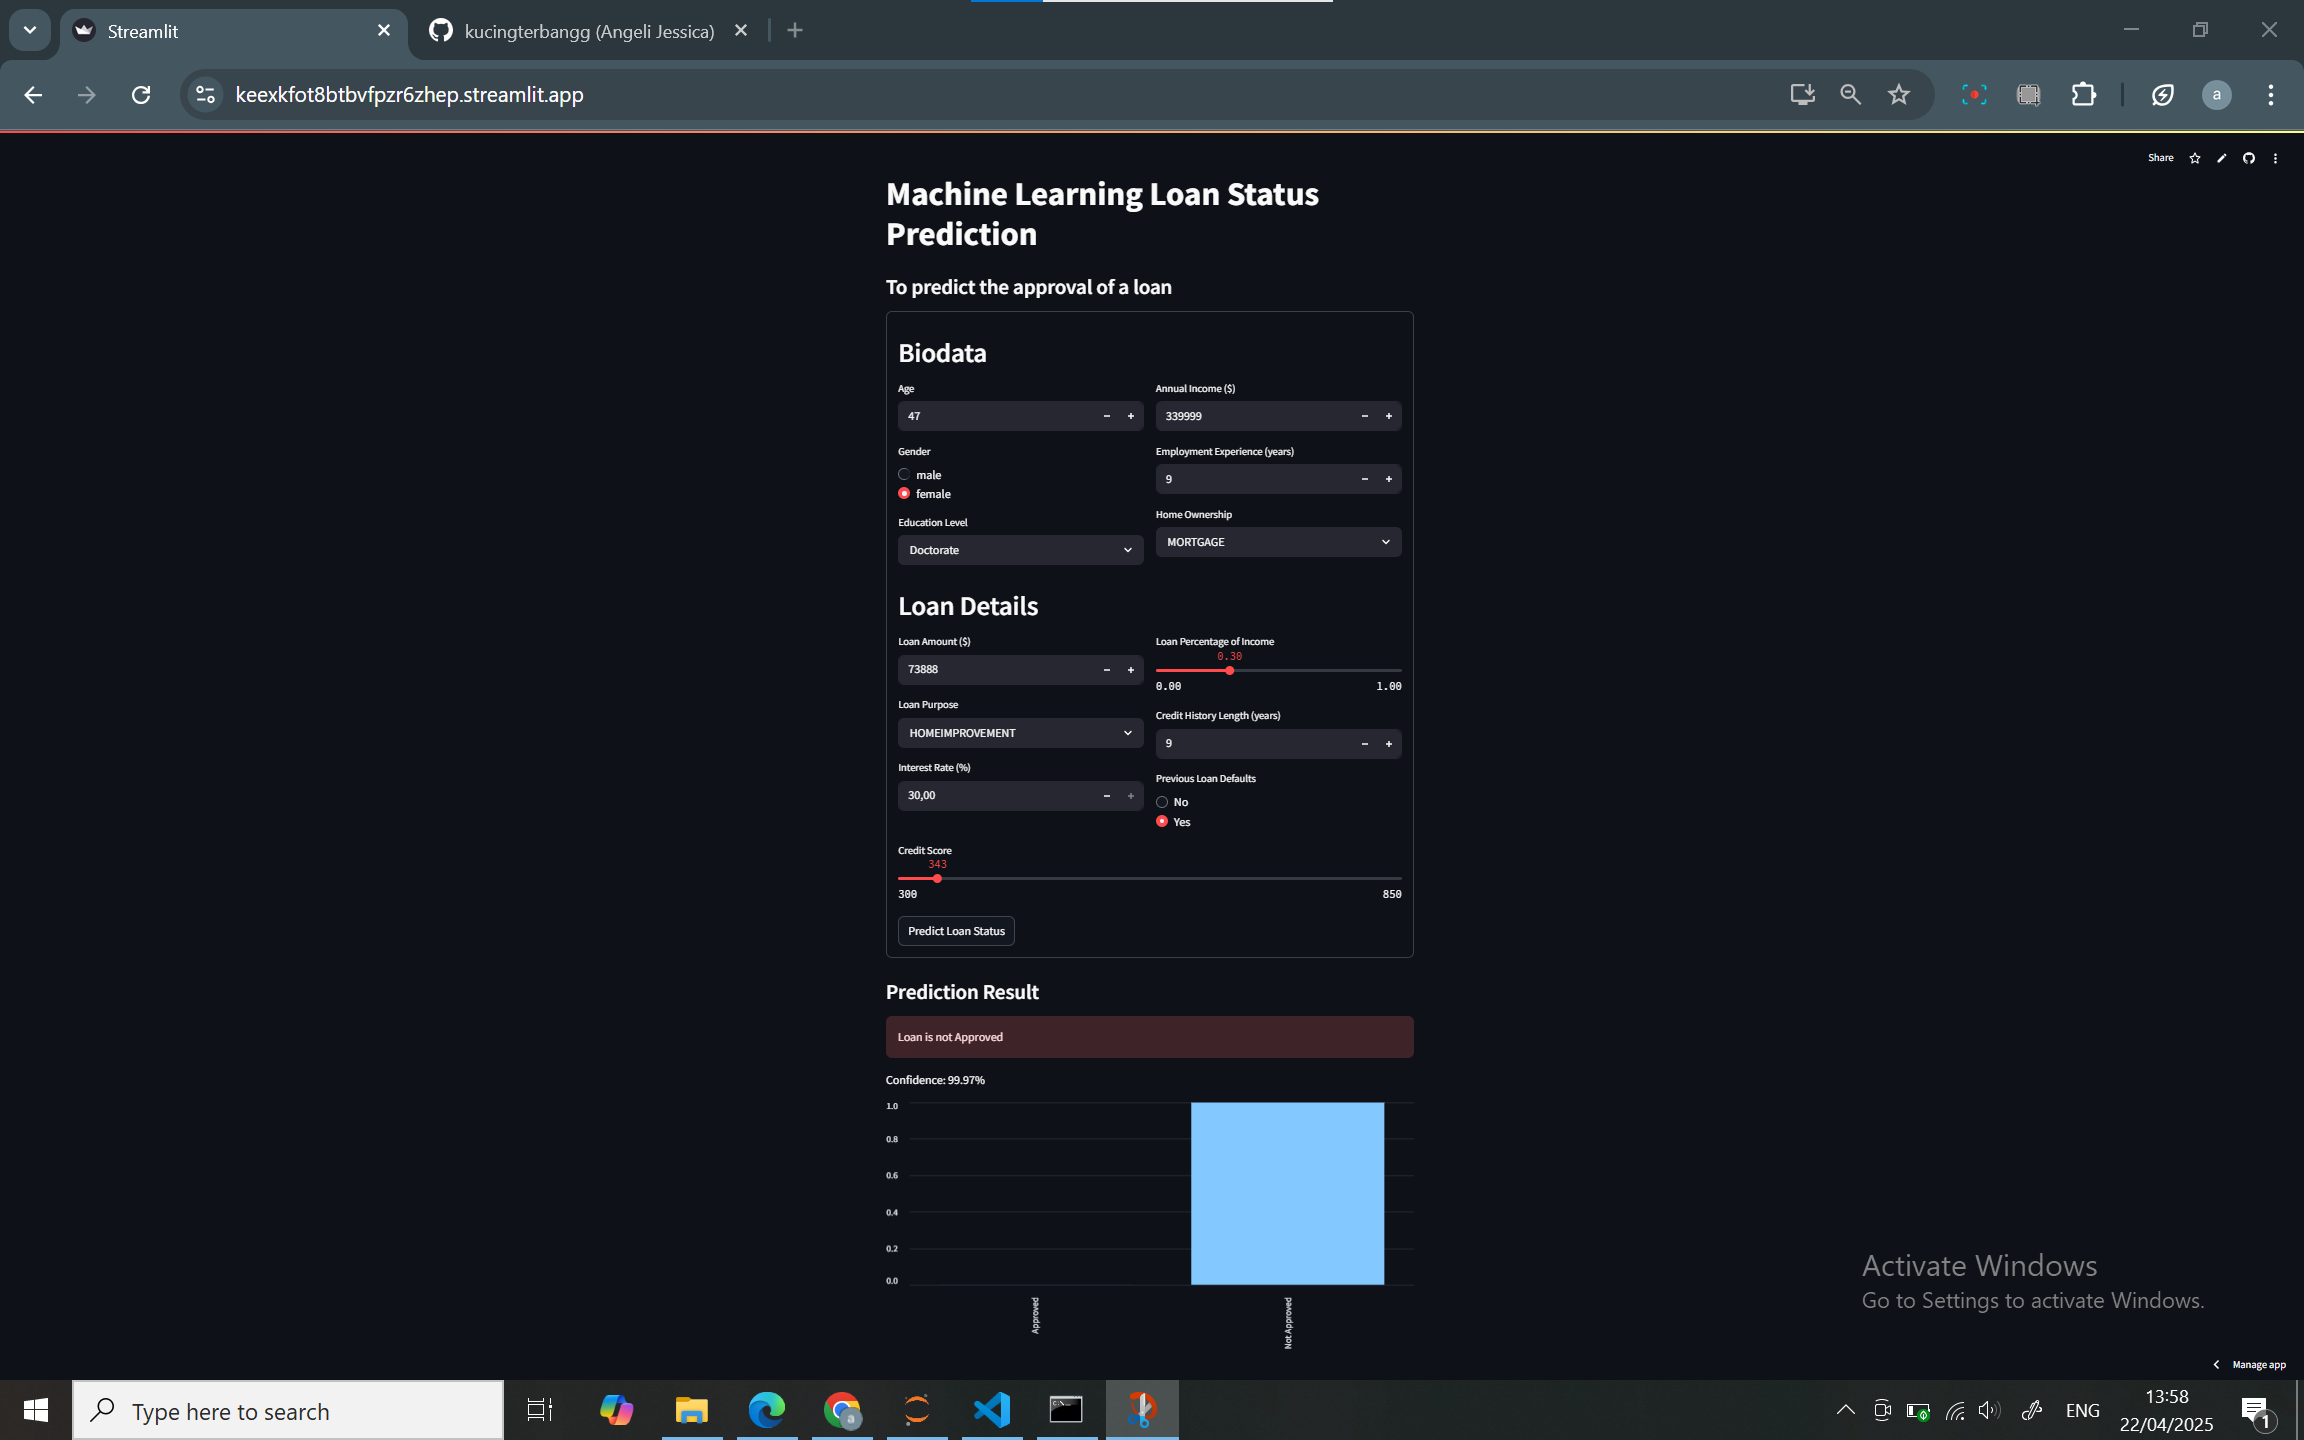 Streamlit
kucingterbangg (Angeli Jessica)
keexkfot8btbvfpzr6zhep.streamlit.app
a
Share
Machine Learning Loan Status
Prediction
To predict the approval of a loan
Biodata
Age
47
Annual Income ($)
339999
Gender
male
female
Employment Experience (years)
9
Education Level
Doctorate
Home Ownership
MORTGAGE
Loan Details
Loan Amount ($)
73888
Loan Percentage of Income
0.30
0.00 1.00
Loan Purpose
HOMEIMPROVEMENT
Credit History Length (years)
9
Interest Rate (%)
30,00
Previous Loan Defaults
No
Yes
Credit Score
343
300 850
Predict Loan Status
Prediction Result
Loan is not Approved
Confidence: 99.97%
1.0
0.8
0.6
0.4
0.2
0.0
Approved
Not Approved
Activate Windows
Go to Settings to activate Windows.
Manage app
Type here to search
a
ENG
13:58
22/04/2025
1